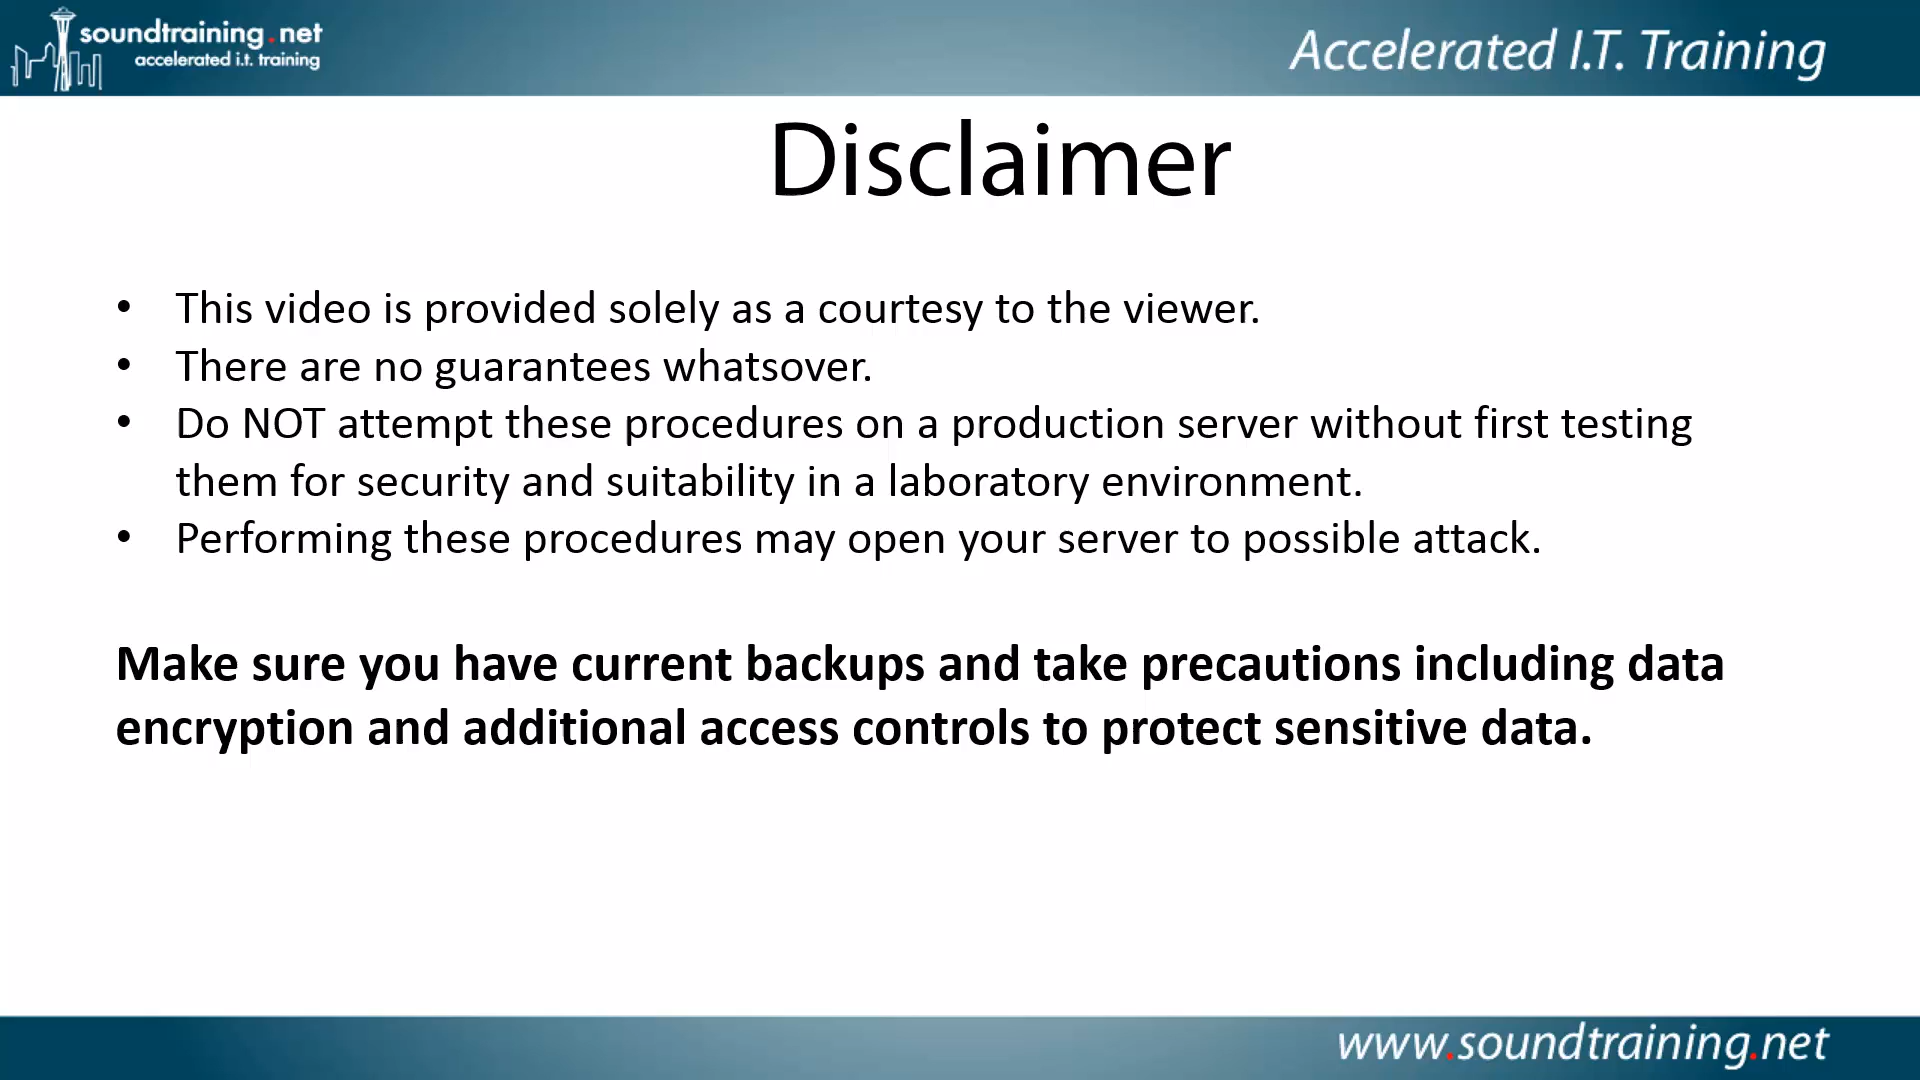 soundtraining.net
accelerated i.t. training
Accelerated I.T. Training
Disclaimer
• This video is provided solely as a courtesy to the viewer.
• There are no guarantees whatsover.
• Do NOT attempt these procedures on a production server without first testing
them for security and suitability in a laboratory environment.
• Performing these procedures may open your server to possible attack.
Make sure you have current backups and take precautions including data
encryption and additional access controls to protect sensitive data.
www.soundtraining.net